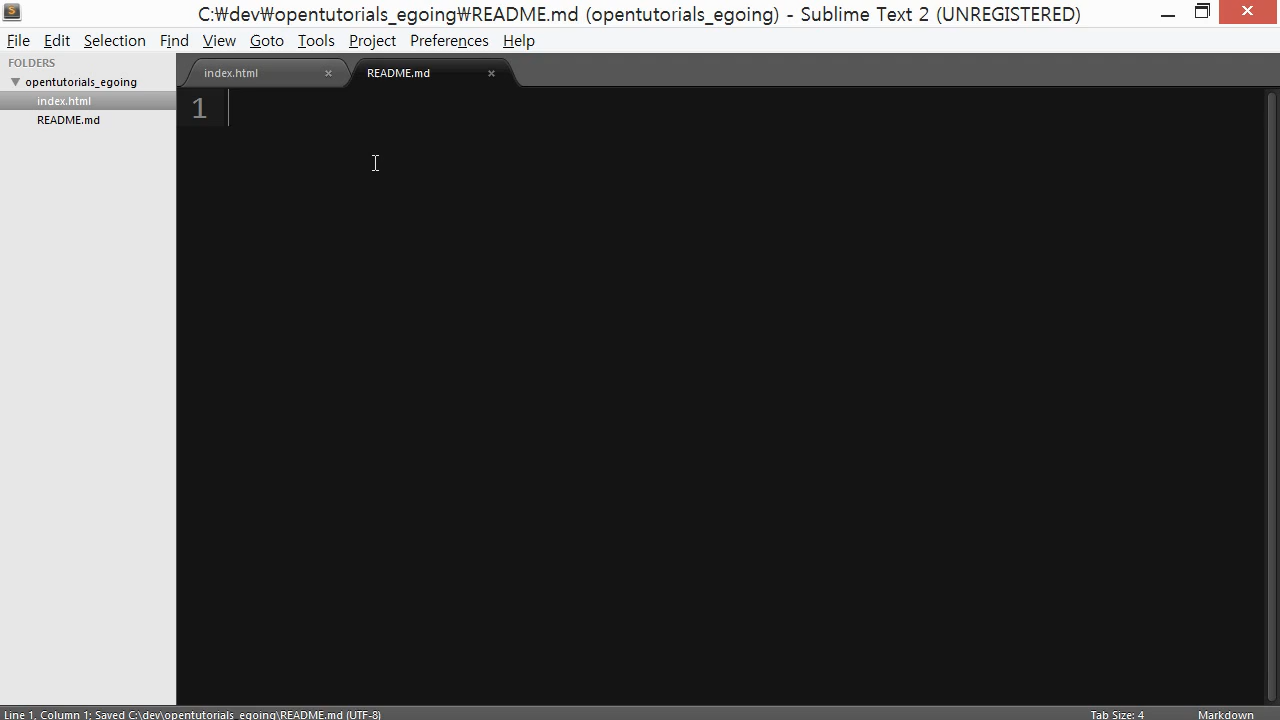 C:₩dev₩opentutorials_egoing₩README.md (opentutorials_egoing) - Sublime Text 2 (UNREGISTERED)
File Edit Selection Find View Goto Tools Project Preferences Help
FOLDERS
opentutorials_egoing
index.html
README.md
index.html × README.md ×
1
Line 1, Column 1; Saved C:\dev\opentutorials_egoing\README.md (UTF-8) Tab Size: 4 Markdown